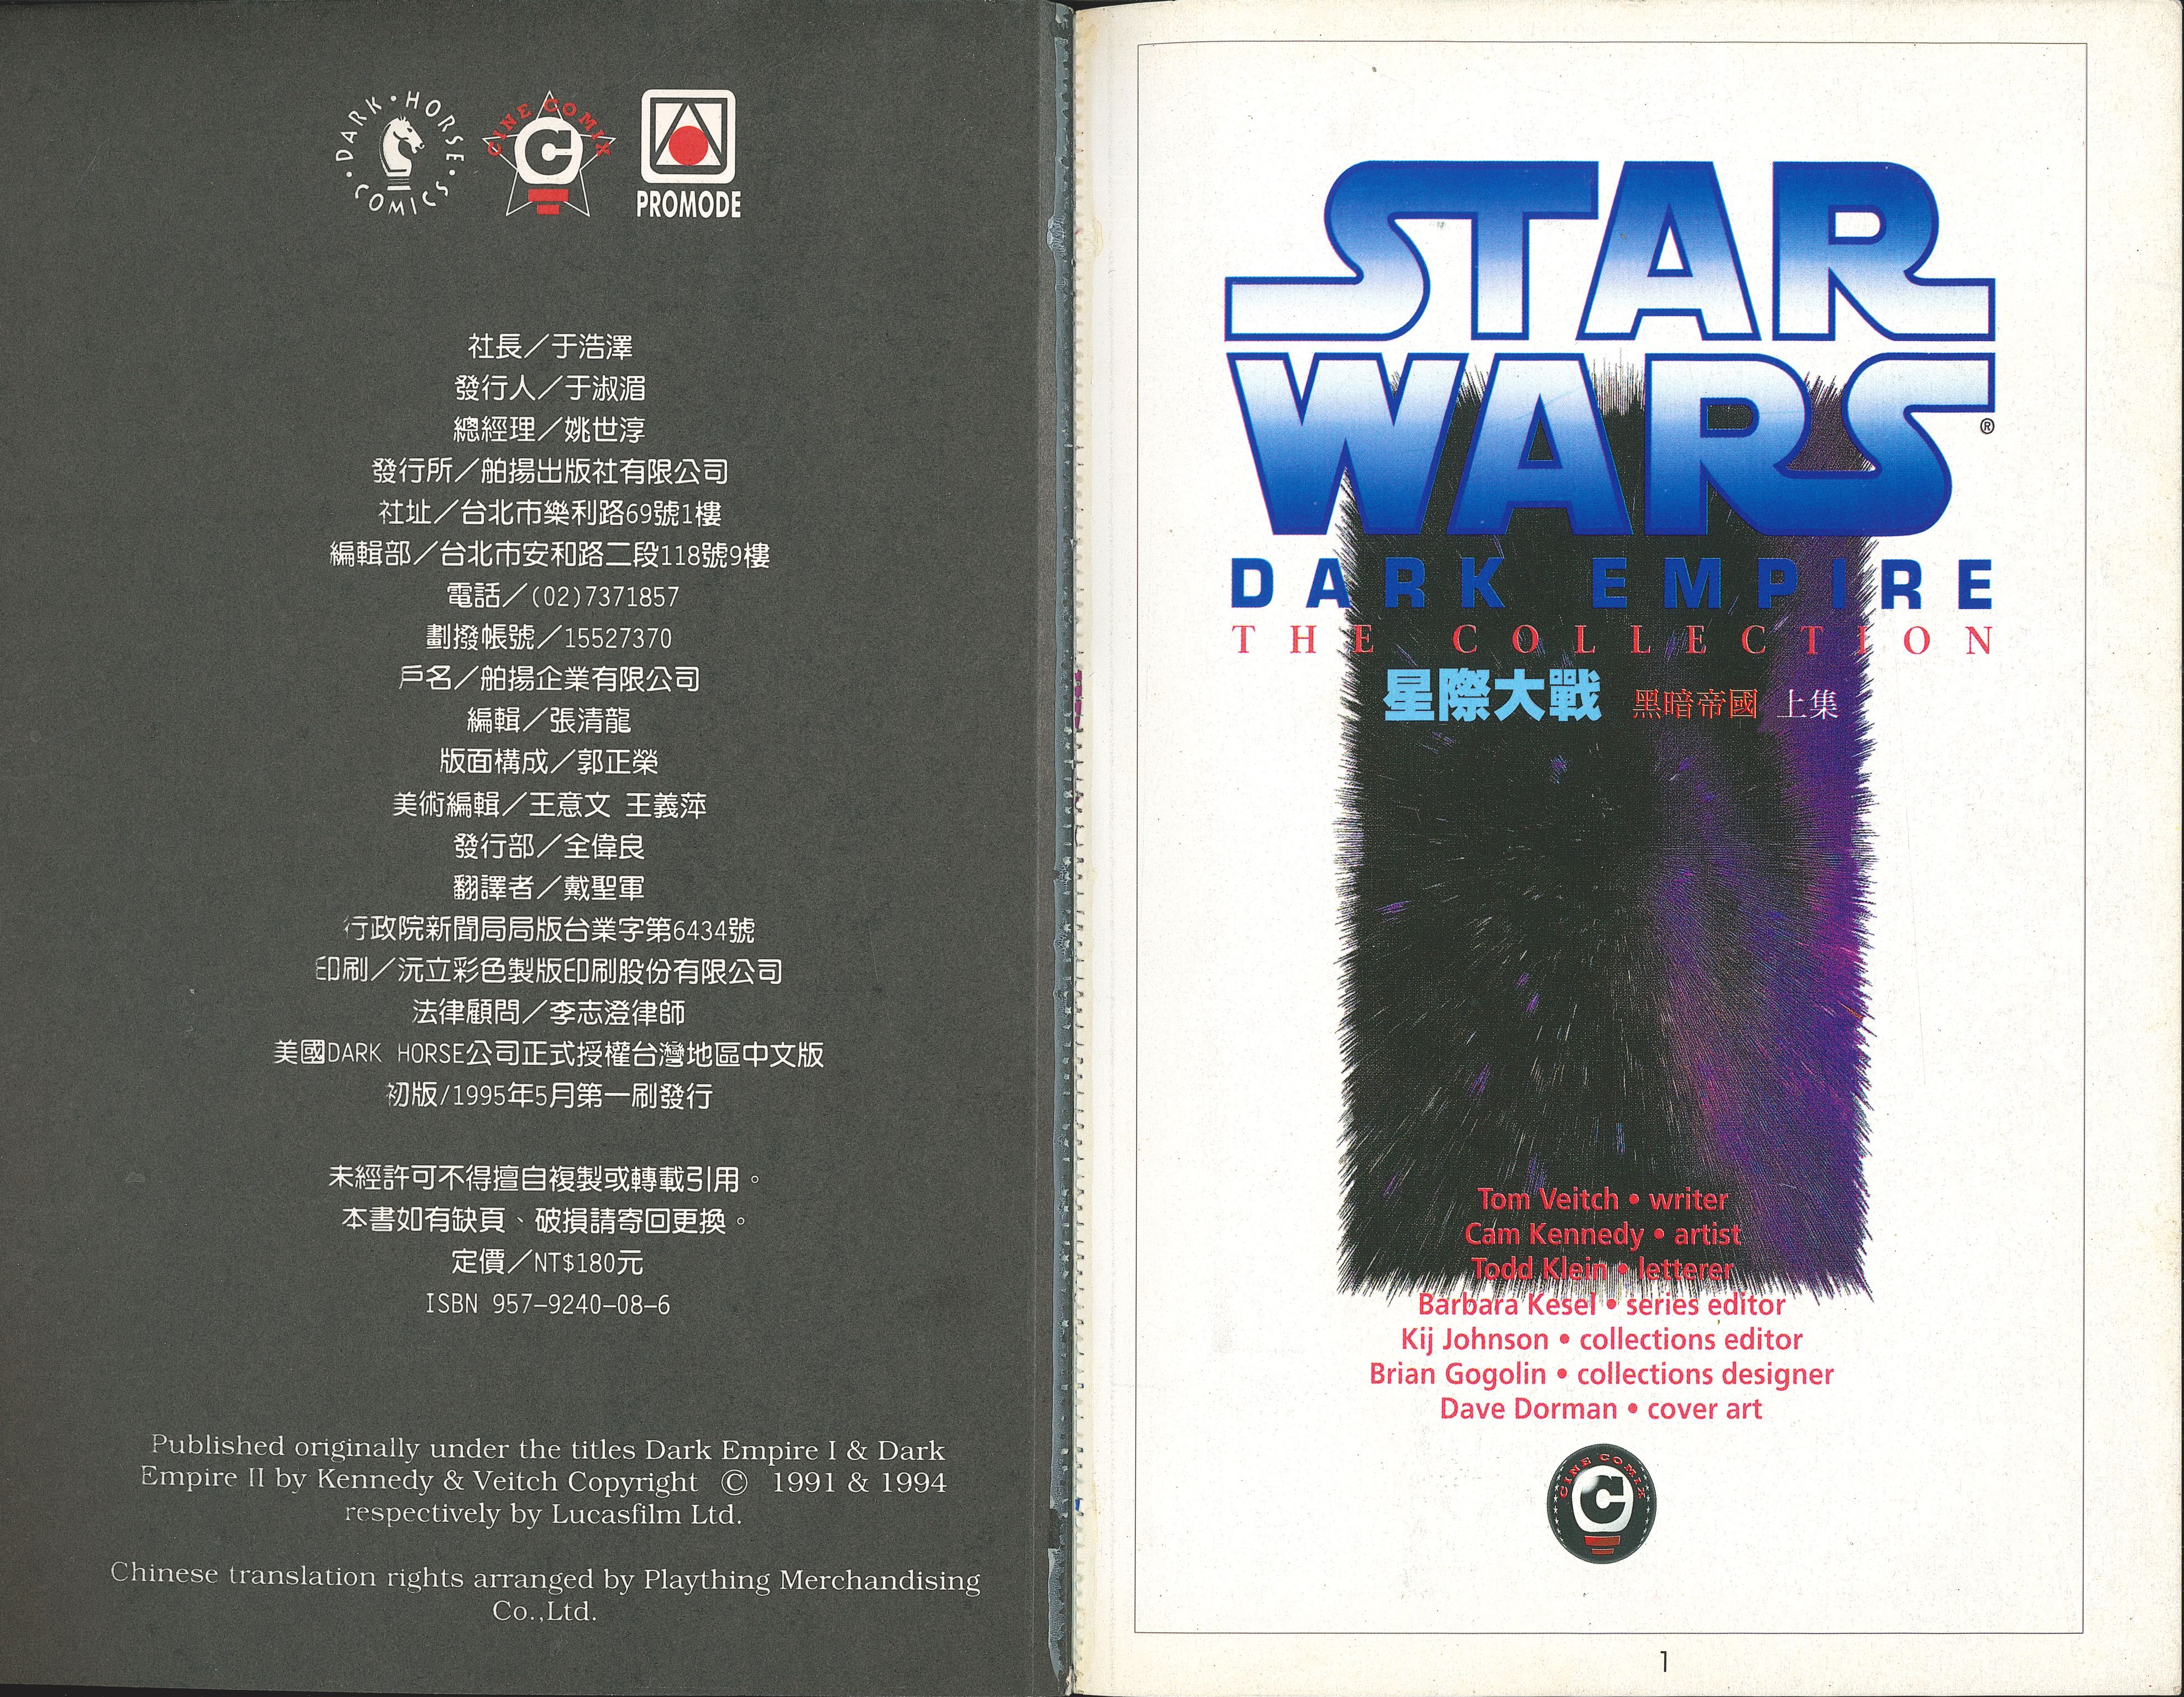 DARK·HORSE·COMICS·
CINE COMIX
C
PROMODE
社長／于浩澤
發行人／于淑湄
總經理／姚世淳
發行所／舶揚出版社有限公司
社址／台北市樂利路69號1樓
編輯部／台北市安和路二段118號9樓
電話／(02)7371857
劃撥帳號／15527370
戶名／舶揚企業有限公司
編輯／張清龍
版面構成／郭正榮
美術編輯／王意文 王義萍
發行部／全偉良
翻譯者／戴聖軍
行政院新聞局局版台業字第6434號
印刷／沅立彩色製版印刷股份有限公司
法律顧問／李志澄律師
美國DARK HORSE公司正式授權台灣地區中文版
初版/1995年5月第一刷發行
未經許可不得擅自複製或轉載引用。
本書如有缺頁、破損請寄回更換。
定價／NT$180元
ISBN 957-9240-08-6
Published originally under the titles Dark Empire I & Dark
Empire II by Kennedy & Veitch Copyright © 1991 & 1994
respectively by Lucasfilm Ltd.
Chinese translation rights arranged by Plaything Merchandising
Co.,Ltd.
STAR
WARS®
DARK EMPIRE
THE COLLECTION
星際大戰 黑暗帝國 上集
Tom Veitch • writer
Cam Kennedy • artist
Todd Klein • letterer
Barbara Kesel • series editor
Kij Johnson • collections editor
Brian Gogolin • collections designer
Dave Dorman • cover art
CINE COMIX
C
1